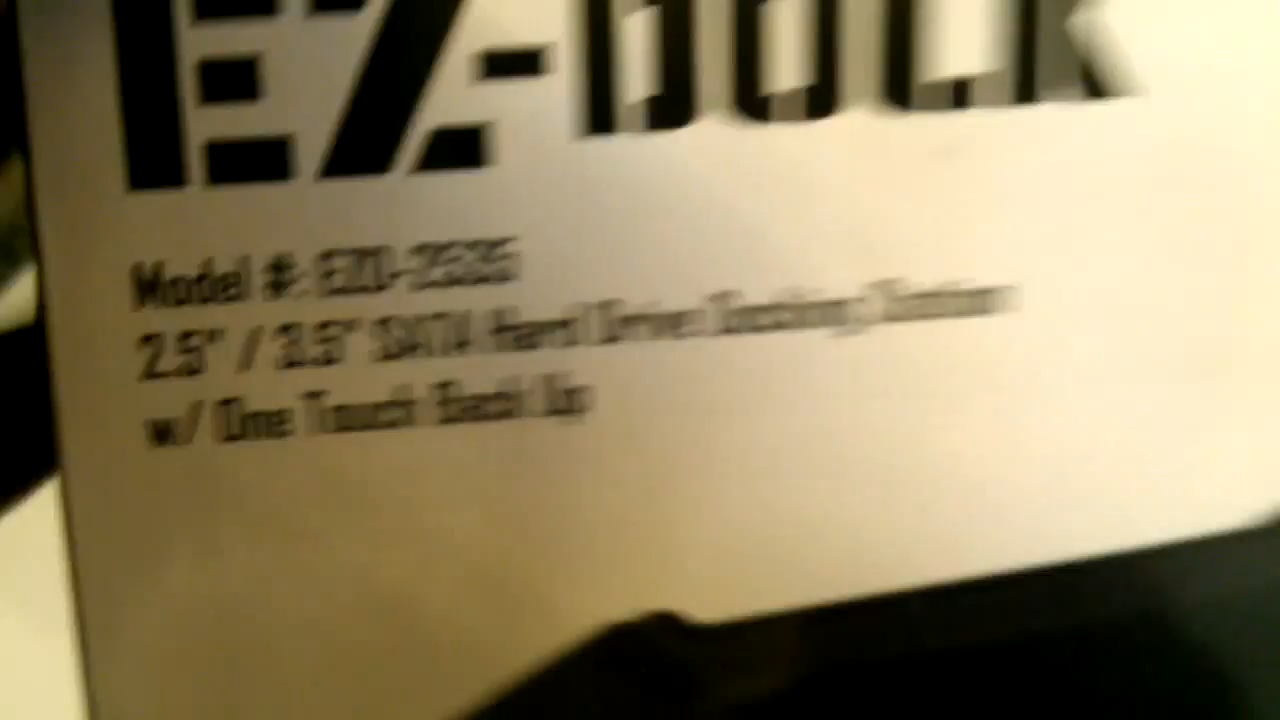 EZ-Dock
Model #: EZD-2535
2.5" / 3.5" SATA Hard Drive Docking Station
w/ One Touch Back Up